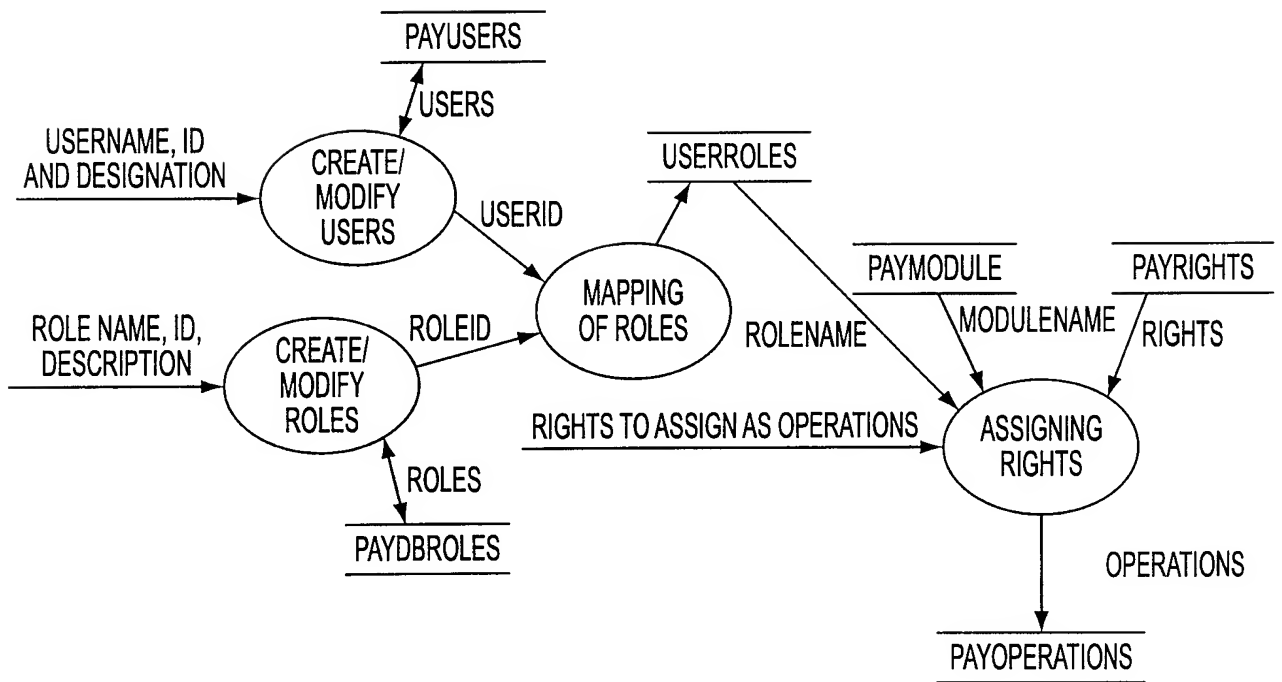 PAYUSERS
USERS
USERNAME, ID
AND DESIGNATION
CREATE/
MODIFY
USERS
USERID
USERROLES
MAPPING
OF ROLES
PAYMODULE
PAYRIGHTS
ROLE NAME, ID,
DESCRIPTION
CREATE/
MODIFY
ROLES
ROLEID
ROLENAME
MODULENAME
RIGHTS
RIGHTS TO ASSIGN AS OPERATIONS
ASSIGNING
RIGHTS
ROLES
PAYDBROLES
OPERATIONS
PAYOPERATIONS